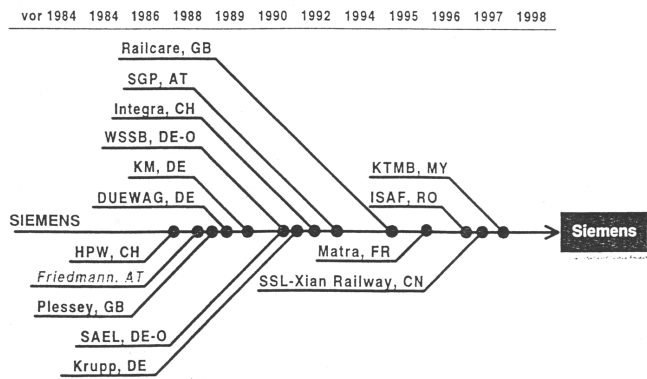 vor 1984 1984 1986 1988 1989 1990 1992 1994 1995 1996 1997 1998
Railcare, GB
SGP, AT
Integra, CH
WSSB, DE-O
KM, DE
KTMB, MY
DUEWAG, DE
ISAF, RO
SIEMENS
Siemens
HPW, CH
Matra, FR
Friedmann, AT
SSL-Xian Railway, CN
Plessey, GB
SAEL, DE-O
Krupp, DE